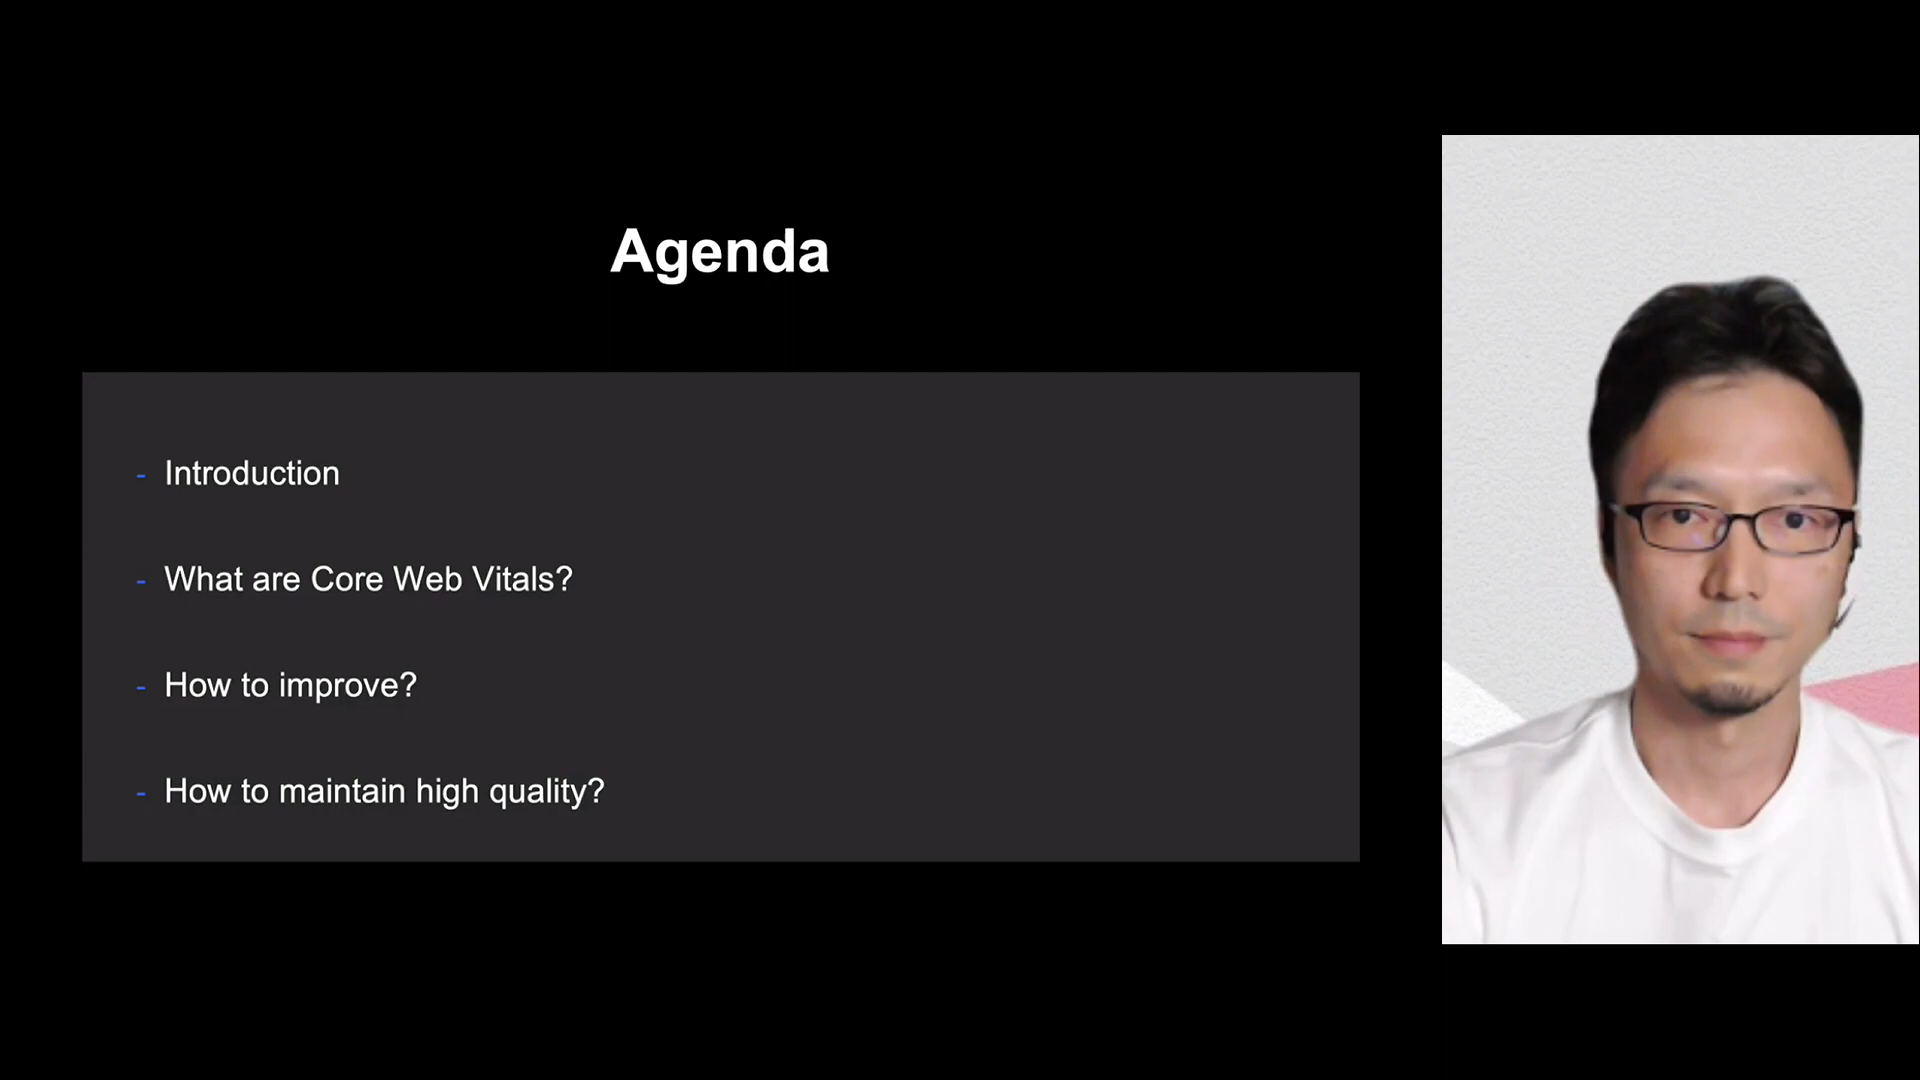 Agenda
- Introduction
- What are Core Web Vitals?
- How to improve?
- How to maintain high quality?